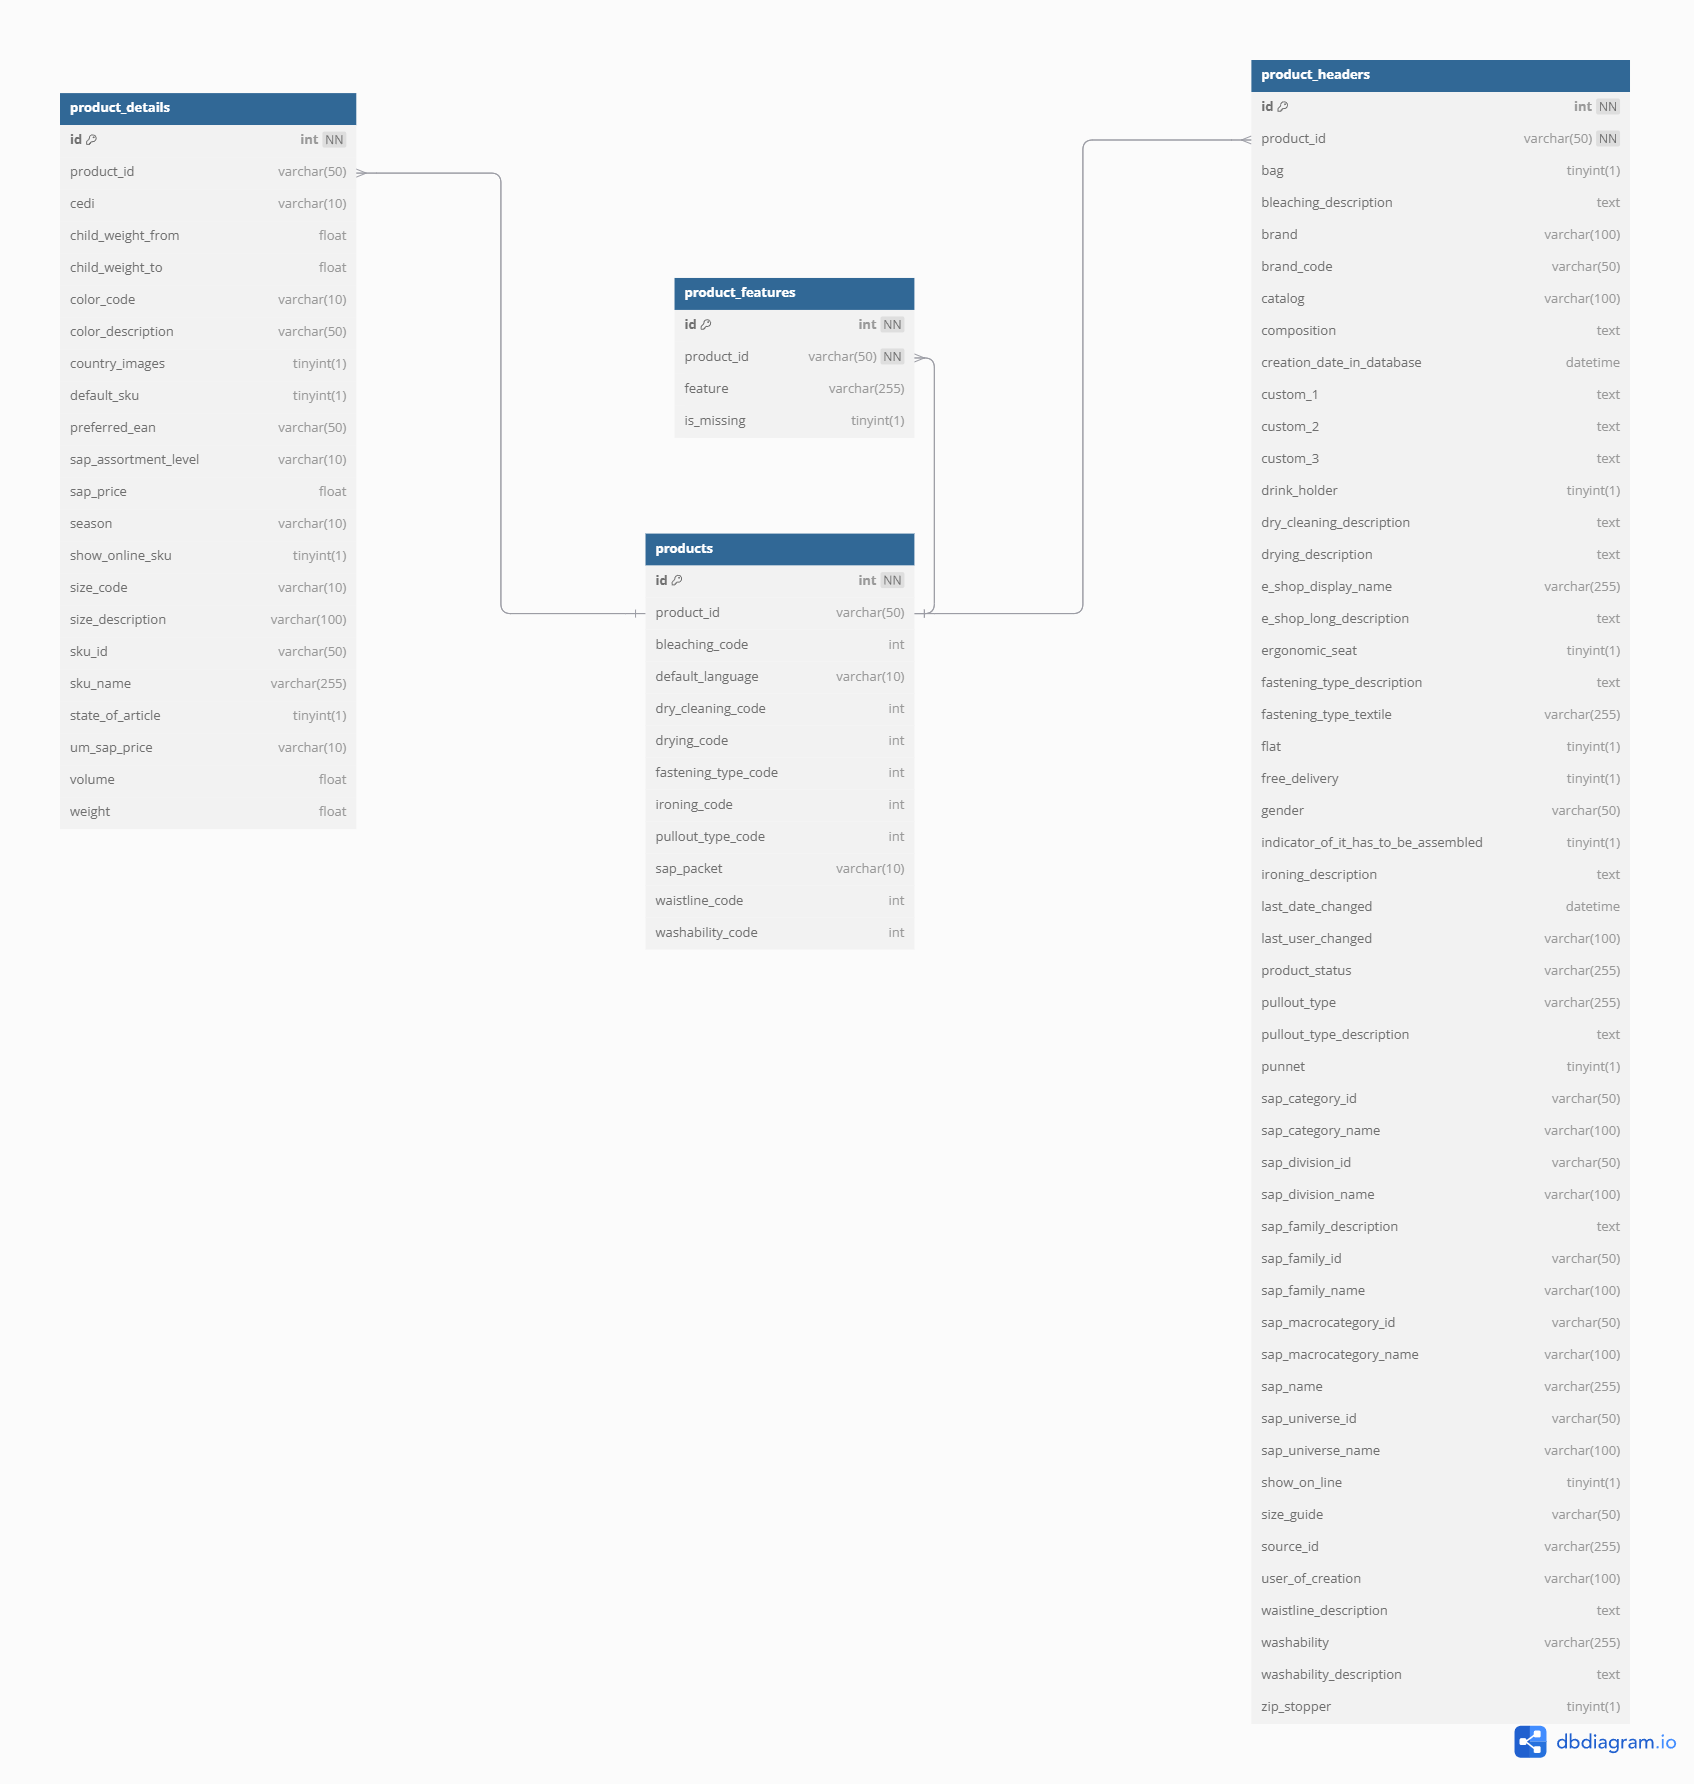 product_details
id int NN
product_id varchar(50)
cedi varchar(10)
child_weight_from float
child_weight_to float
color_code varchar(10)
color_description varchar(50)
country_images tinyint(1)
default_sku tinyint(1)
preferred_ean varchar(50)
sap_assortment_level varchar(10)
sap_price float
season varchar(10)
show_online_sku tinyint(1)
size_code varchar(10)
size_description varchar(100)
sku_id varchar(50)
sku_name varchar(255)
state_of_article tinyint(1)
um_sap_price varchar(10)
volume float
weight float
product_features
id int NN
product_id varchar(50) NN
feature varchar(255)
is_missing tinyint(1)
products
id int NN
product_id varchar(50)
bleaching_code int
default_language varchar(10)
dry_cleaning_code int
drying_code int
fastening_type_code int
ironing_code int
pullout_type_code int
sap_packet varchar(10)
waistline_code int
washability_code int
product_headers
id int NN
product_id varchar(50) NN
bag tinyint(1)
bleaching_description text
brand varchar(100)
brand_code varchar(50)
catalog varchar(100)
composition text
creation_date_in_database datetime
custom_1 text
custom_2 text
custom_3 text
drink_holder tinyint(1)
dry_cleaning_description text
drying_description text
e_shop_display_name varchar(255)
e_shop_long_description text
ergonomic_seat tinyint(1)
fastening_type_description text
fastening_type_textile varchar(255)
flat tinyint(1)
free_delivery tinyint(1)
gender varchar(50)
indicator_of_it_has_to_be_assembled tinyint(1)
ironing_description text
last_date_changed datetime
last_user_changed varchar(100)
product_status varchar(255)
pullout_type varchar(255)
pullout_type_description text
punnet tinyint(1)
sap_category_id varchar(50)
sap_category_name varchar(100)
sap_division_id varchar(50)
sap_division_name varchar(100)
sap_family_description text
sap_family_id varchar(50)
sap_family_name varchar(100)
sap_macrocategory_id varchar(50)
sap_macrocategory_name varchar(100)
sap_name varchar(255)
sap_universe_id varchar(50)
sap_universe_name varchar(100)
show_on_line tinyint(1)
size_guide varchar(50)
source_id varchar(255)
user_of_creation varchar(100)
waistline_description text
washability varchar(255)
washability_description text
zip_stopper tinyint(1)
dbdiagram.io